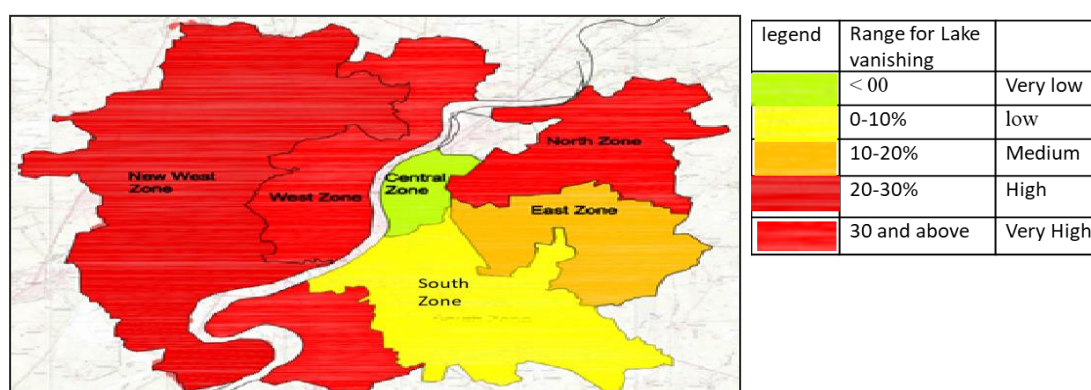 New West
Zone
West Zone
Central
Zone
North Zone
East Zone
South
Zone
legend
Range for Lake
vanishing
< 00
Very low
0-10%
low
10-20%
Medium
20-30%
High
30 and above
Very High